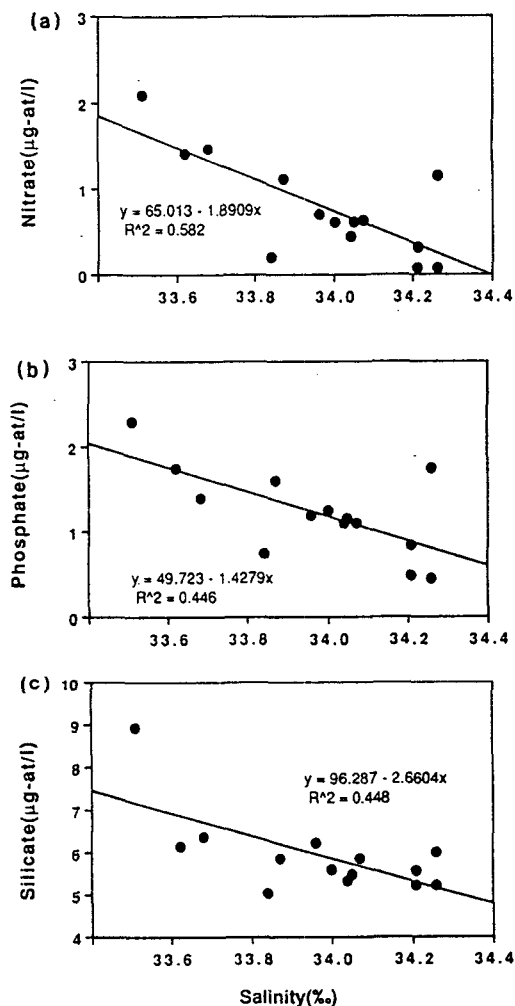 (a)
3
2
1
0
Nitrate(µg-at/l)
y = 65.013 - 1.8909x
R^2 = 0.582
33.6 33.8 34.0 34.2 34.4
(b)
3
2
1
0
Phosphate(µg-at/l)
y = 49.723 - 1.4279x
R^2 = 0.446
33.6 33.8 34.0 34.2 34.4
(c)
10
9
8
7
6
5
4
Silicate(µg-at/l)
y = 96.287 - 2.6604x
R^2 = 0.448
33.6 33.8 34.0 34.2 34.4
Salinity(‰)